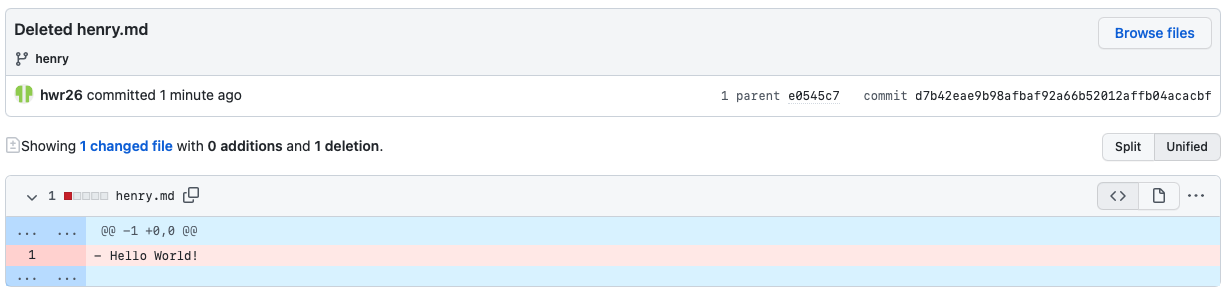 Deleted henry.md
Browse files
henry
hwr26 committed 1 minute ago
1 parent e0545c7 commit d7b42eae9b98afbaf92a66b52012affb04acacbf
Showing 1 changed file with 0 additions and 1 deletion.
Split Unified
1 henry.md
... ... @@ -1 +0,0 @@
1 - Hello World!
... ...